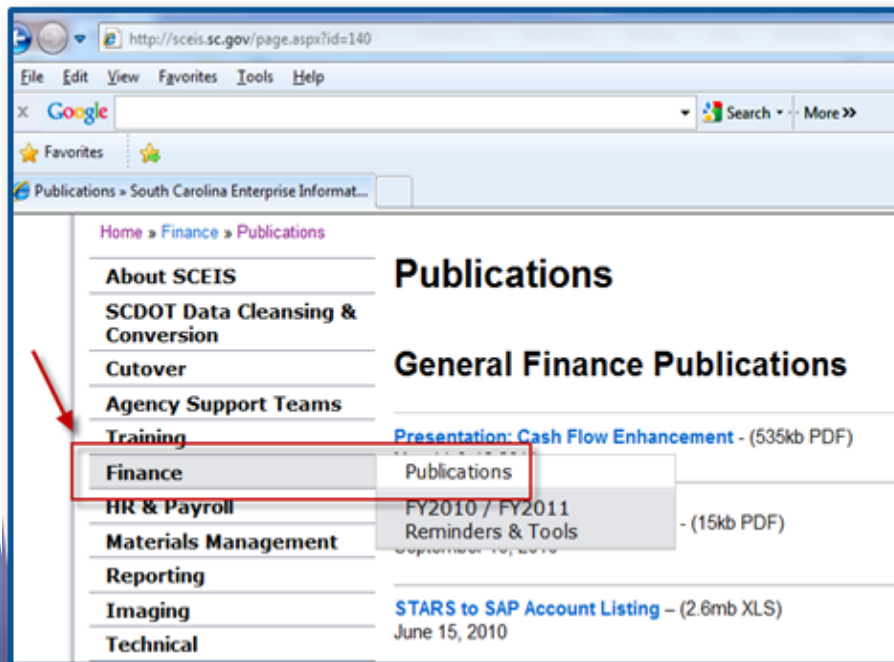 http://sceis.sc.gov/page.aspx?id=140
File Edit View Favorites Tools Help
x Google Search More >>
Favorites
Publications » South Carolina Enterprise Informat...
Home » Finance » Publications
About SCEIS
SCDOT Data Cleansing &
Conversion
Cutover
Agency Support Teams
Training
Finance
HR & Payroll
Materials Management
Reporting
Imaging
Technical
Publications
FY2010 / FY2011
Reminders & Tools
Publications
General Finance Publications
Presentation: Cash Flow Enhancement - (535kb PDF)
- (15kb PDF)
STARS to SAP Account Listing – (2.6mb XLS)
June 15, 2010